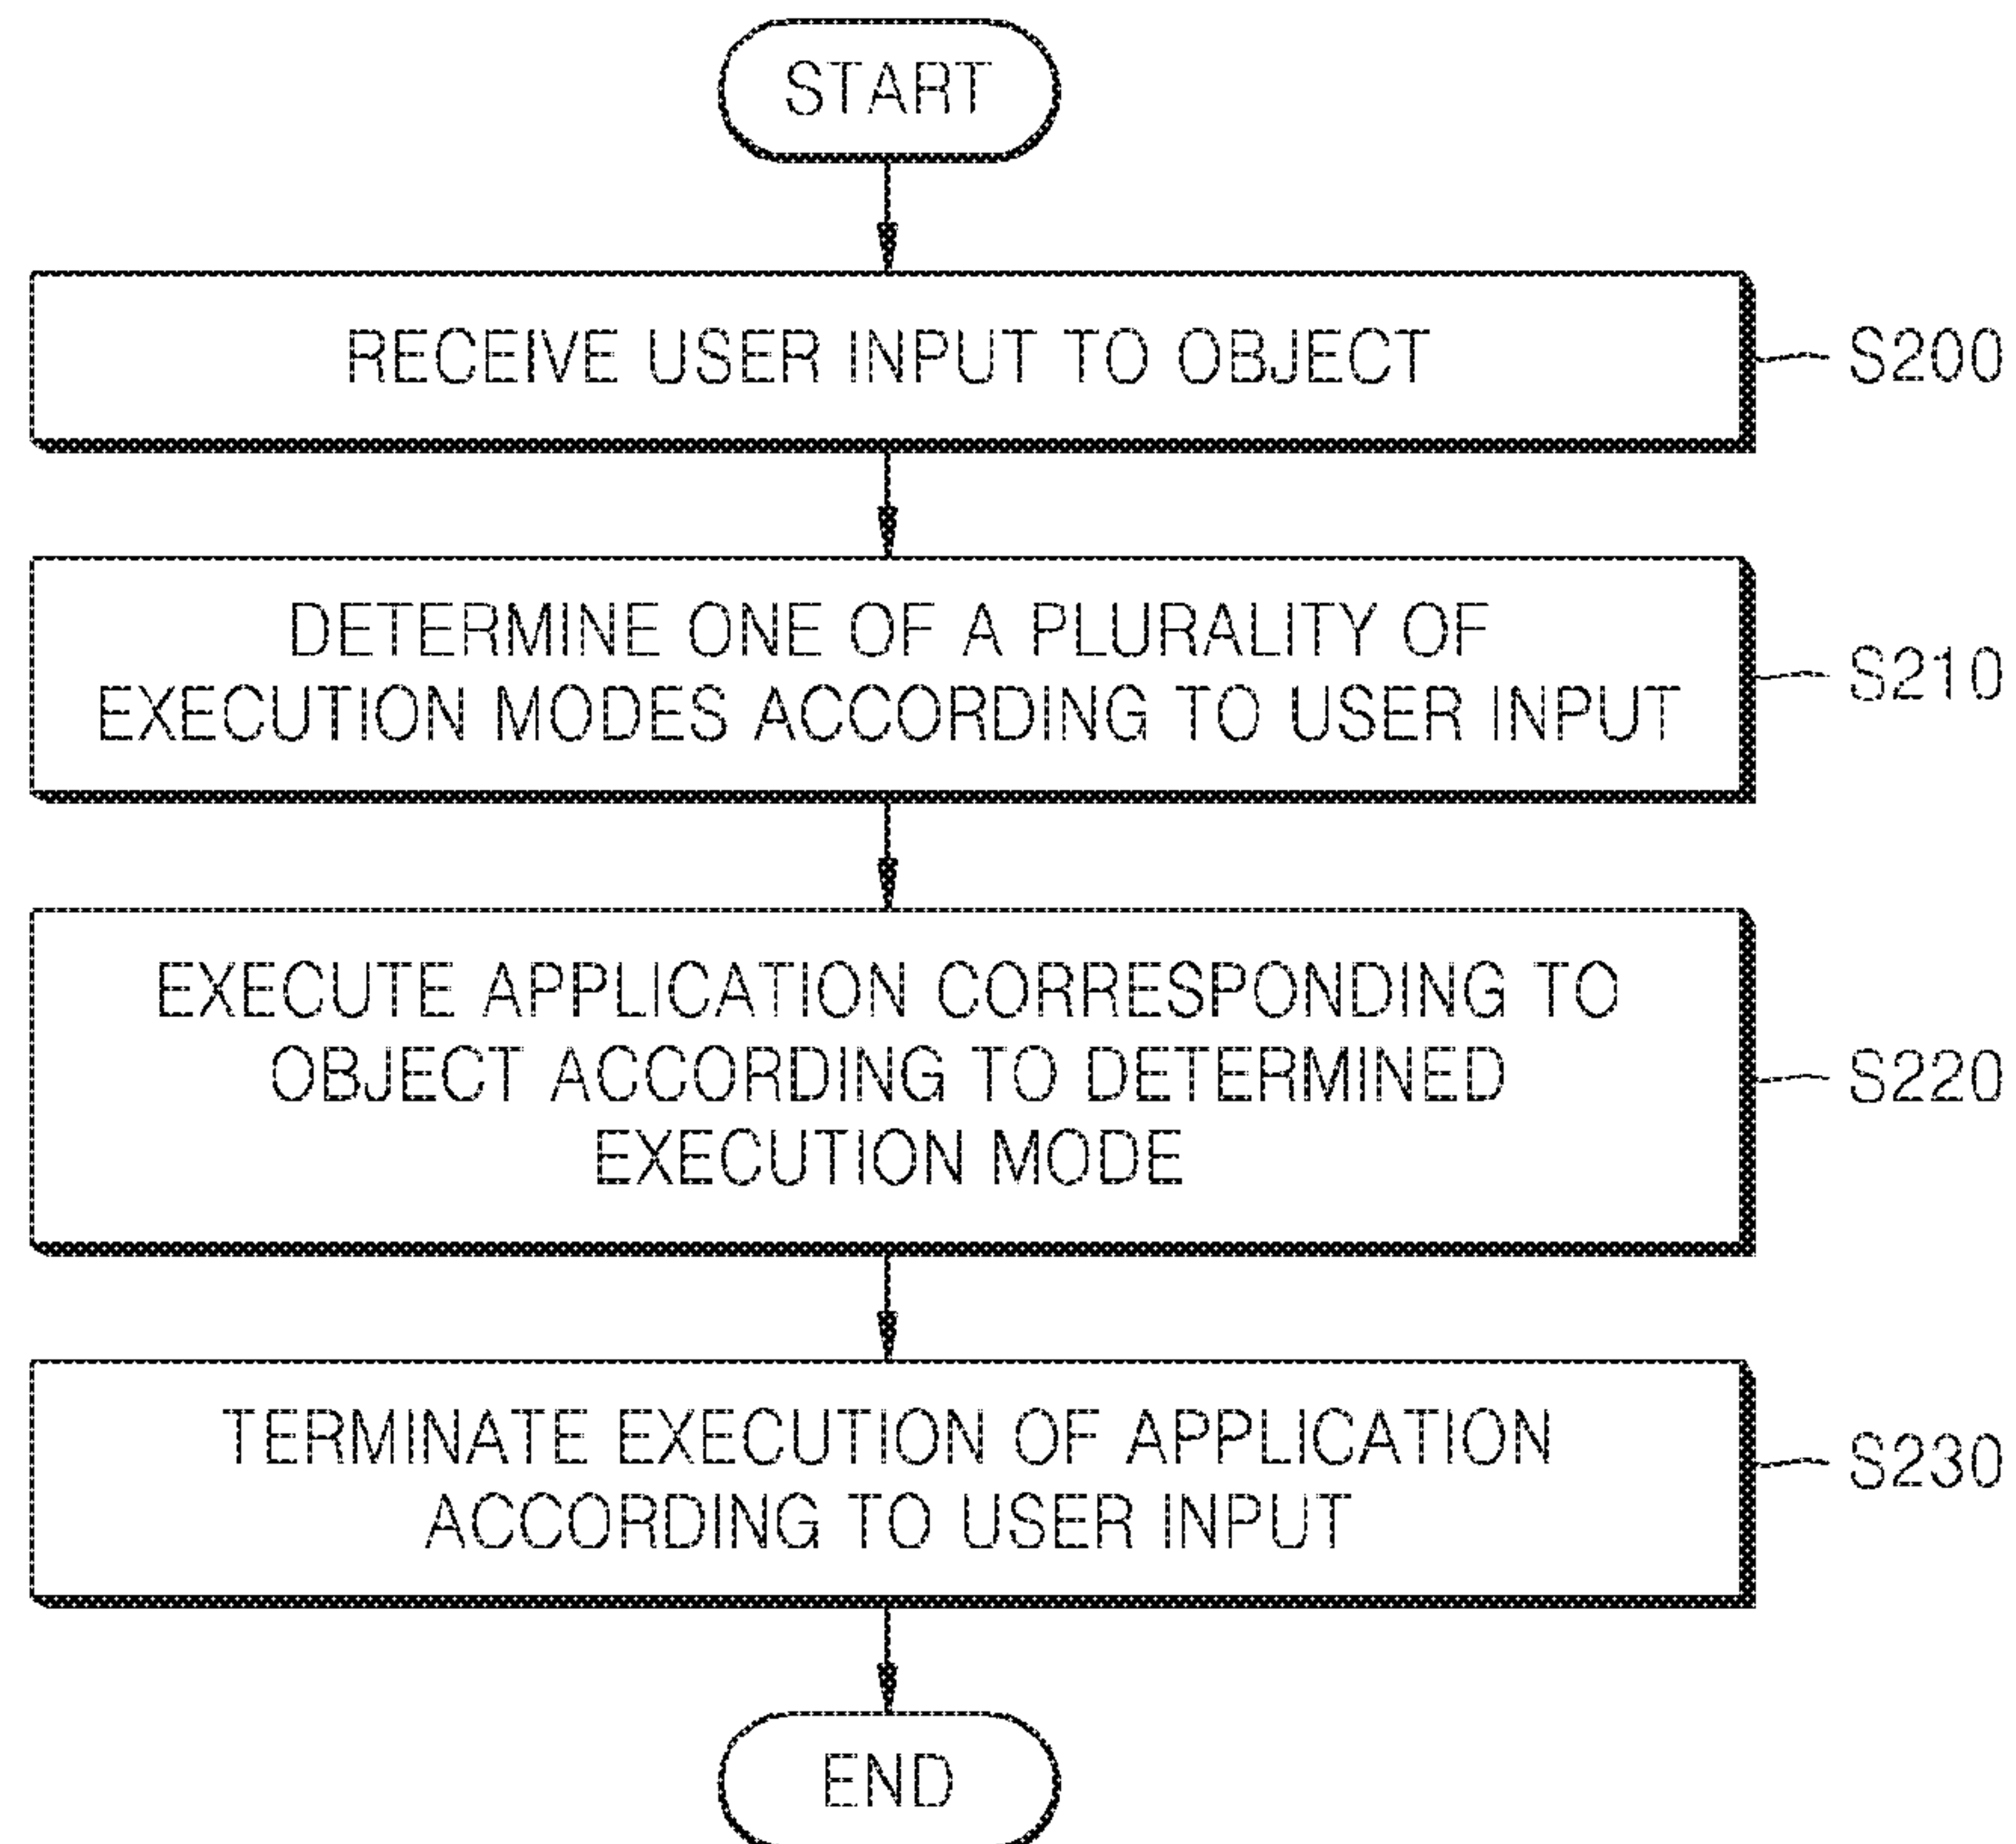 START
RECEIVE USER INPUT TO OBJECT
S200
DETERMINE ONE OF A PLURALITY OF
EXECUTION MODES ACCORDING TO USER INPUT
S210
EXECUTE APPLICATION CORRESPONDING TO
OBJECT ACCORDING TO DETERMINED
EXECUTION MODE
S220
TERMINATE EXECUTION OF APPLICATION
ACCORDING TO USER INPUT
S230
END